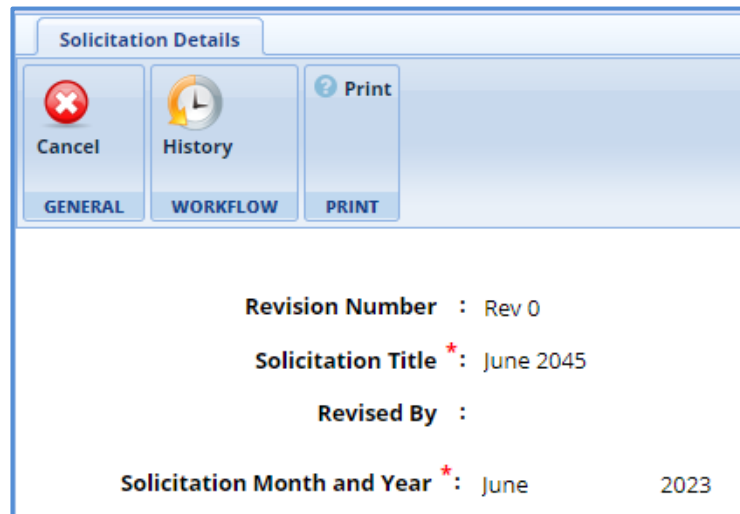 Solicitation Details
Print
Cancel History
GENERAL WORKFLOW PRINT
Revision Number : Rev 0
Solicitation Title *: June 2045
Revised By :
Solicitation Month and Year *: June 2023